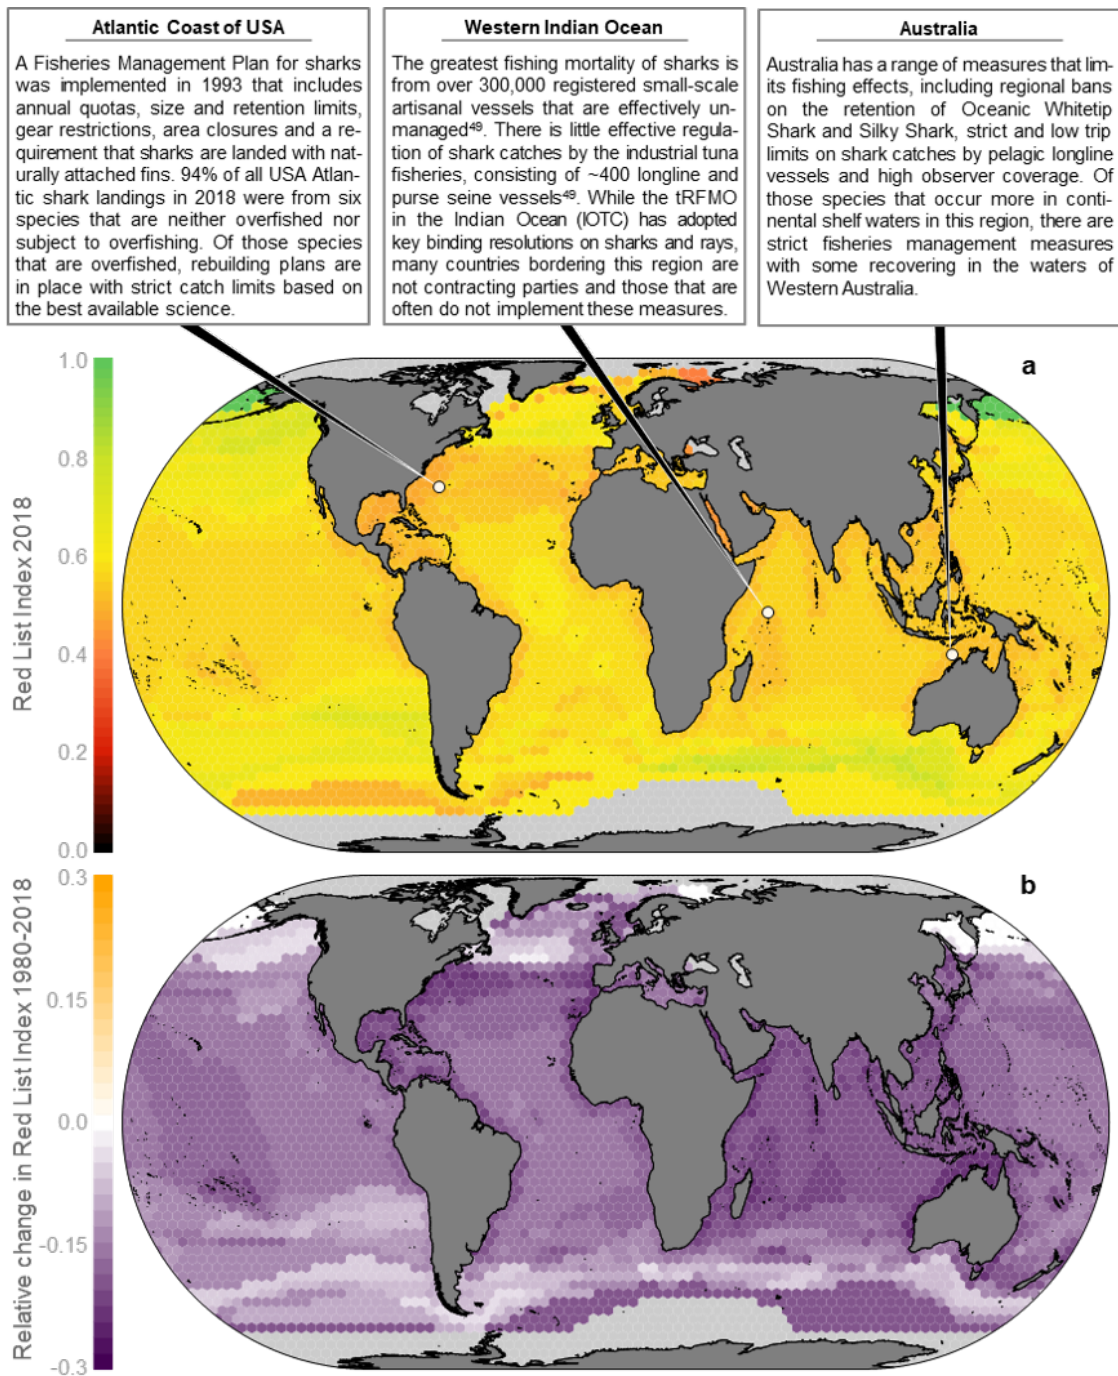 Atlantic Coast of USA
A Fisheries Management Plan for sharks
was implemented in 1993 that includes
annual quotas, size and retention limits,
gear restrictions, area closures and a re-
quirement that sharks are landed with nat-
urally attached fins. 94% of all USA Atlan-
tic shark landings in 2018 were from six
species that are neither overfished nor
subject to overfishing. Of those species
that are overfished, rebuilding plans are
in place with strict catch limits based on
the best available science.
Western Indian Ocean
The greatest fishing mortality of sharks is
from over 300,000 registered small-scale
artisanal vessels that are effectively un-
managed⁴⁹. There is little effective regula-
tion of shark catches by the industrial tuna
fisheries, consisting of ~400 longline and
purse seine vessels⁴⁹. While the tRFMO
in the Indian Ocean (IOTC) has adopted
key binding resolutions on sharks and rays,
many countries bordering this region are
not contracting parties and those that are
often do not implement these measures.
Australia
Australia has a range of measures that lim-
its fishing effects, including regional bans
on the retention of Oceanic Whitetip
Shark and Silky Shark, strict and low trip
limits on shark catches by pelagic longline
vessels and high observer coverage. Of
those species that occur more in conti-
nental shelf waters in this region, there are
strict fisheries management measures
with some recovering in the waters of
Western Australia.
a
Red List Index 2018
1.0
0.8
0.6
0.4
0.2
0.0
b
Relative change in Red List Index 1980-2018
0.3
0.15
0.0
-0.15
-0.3